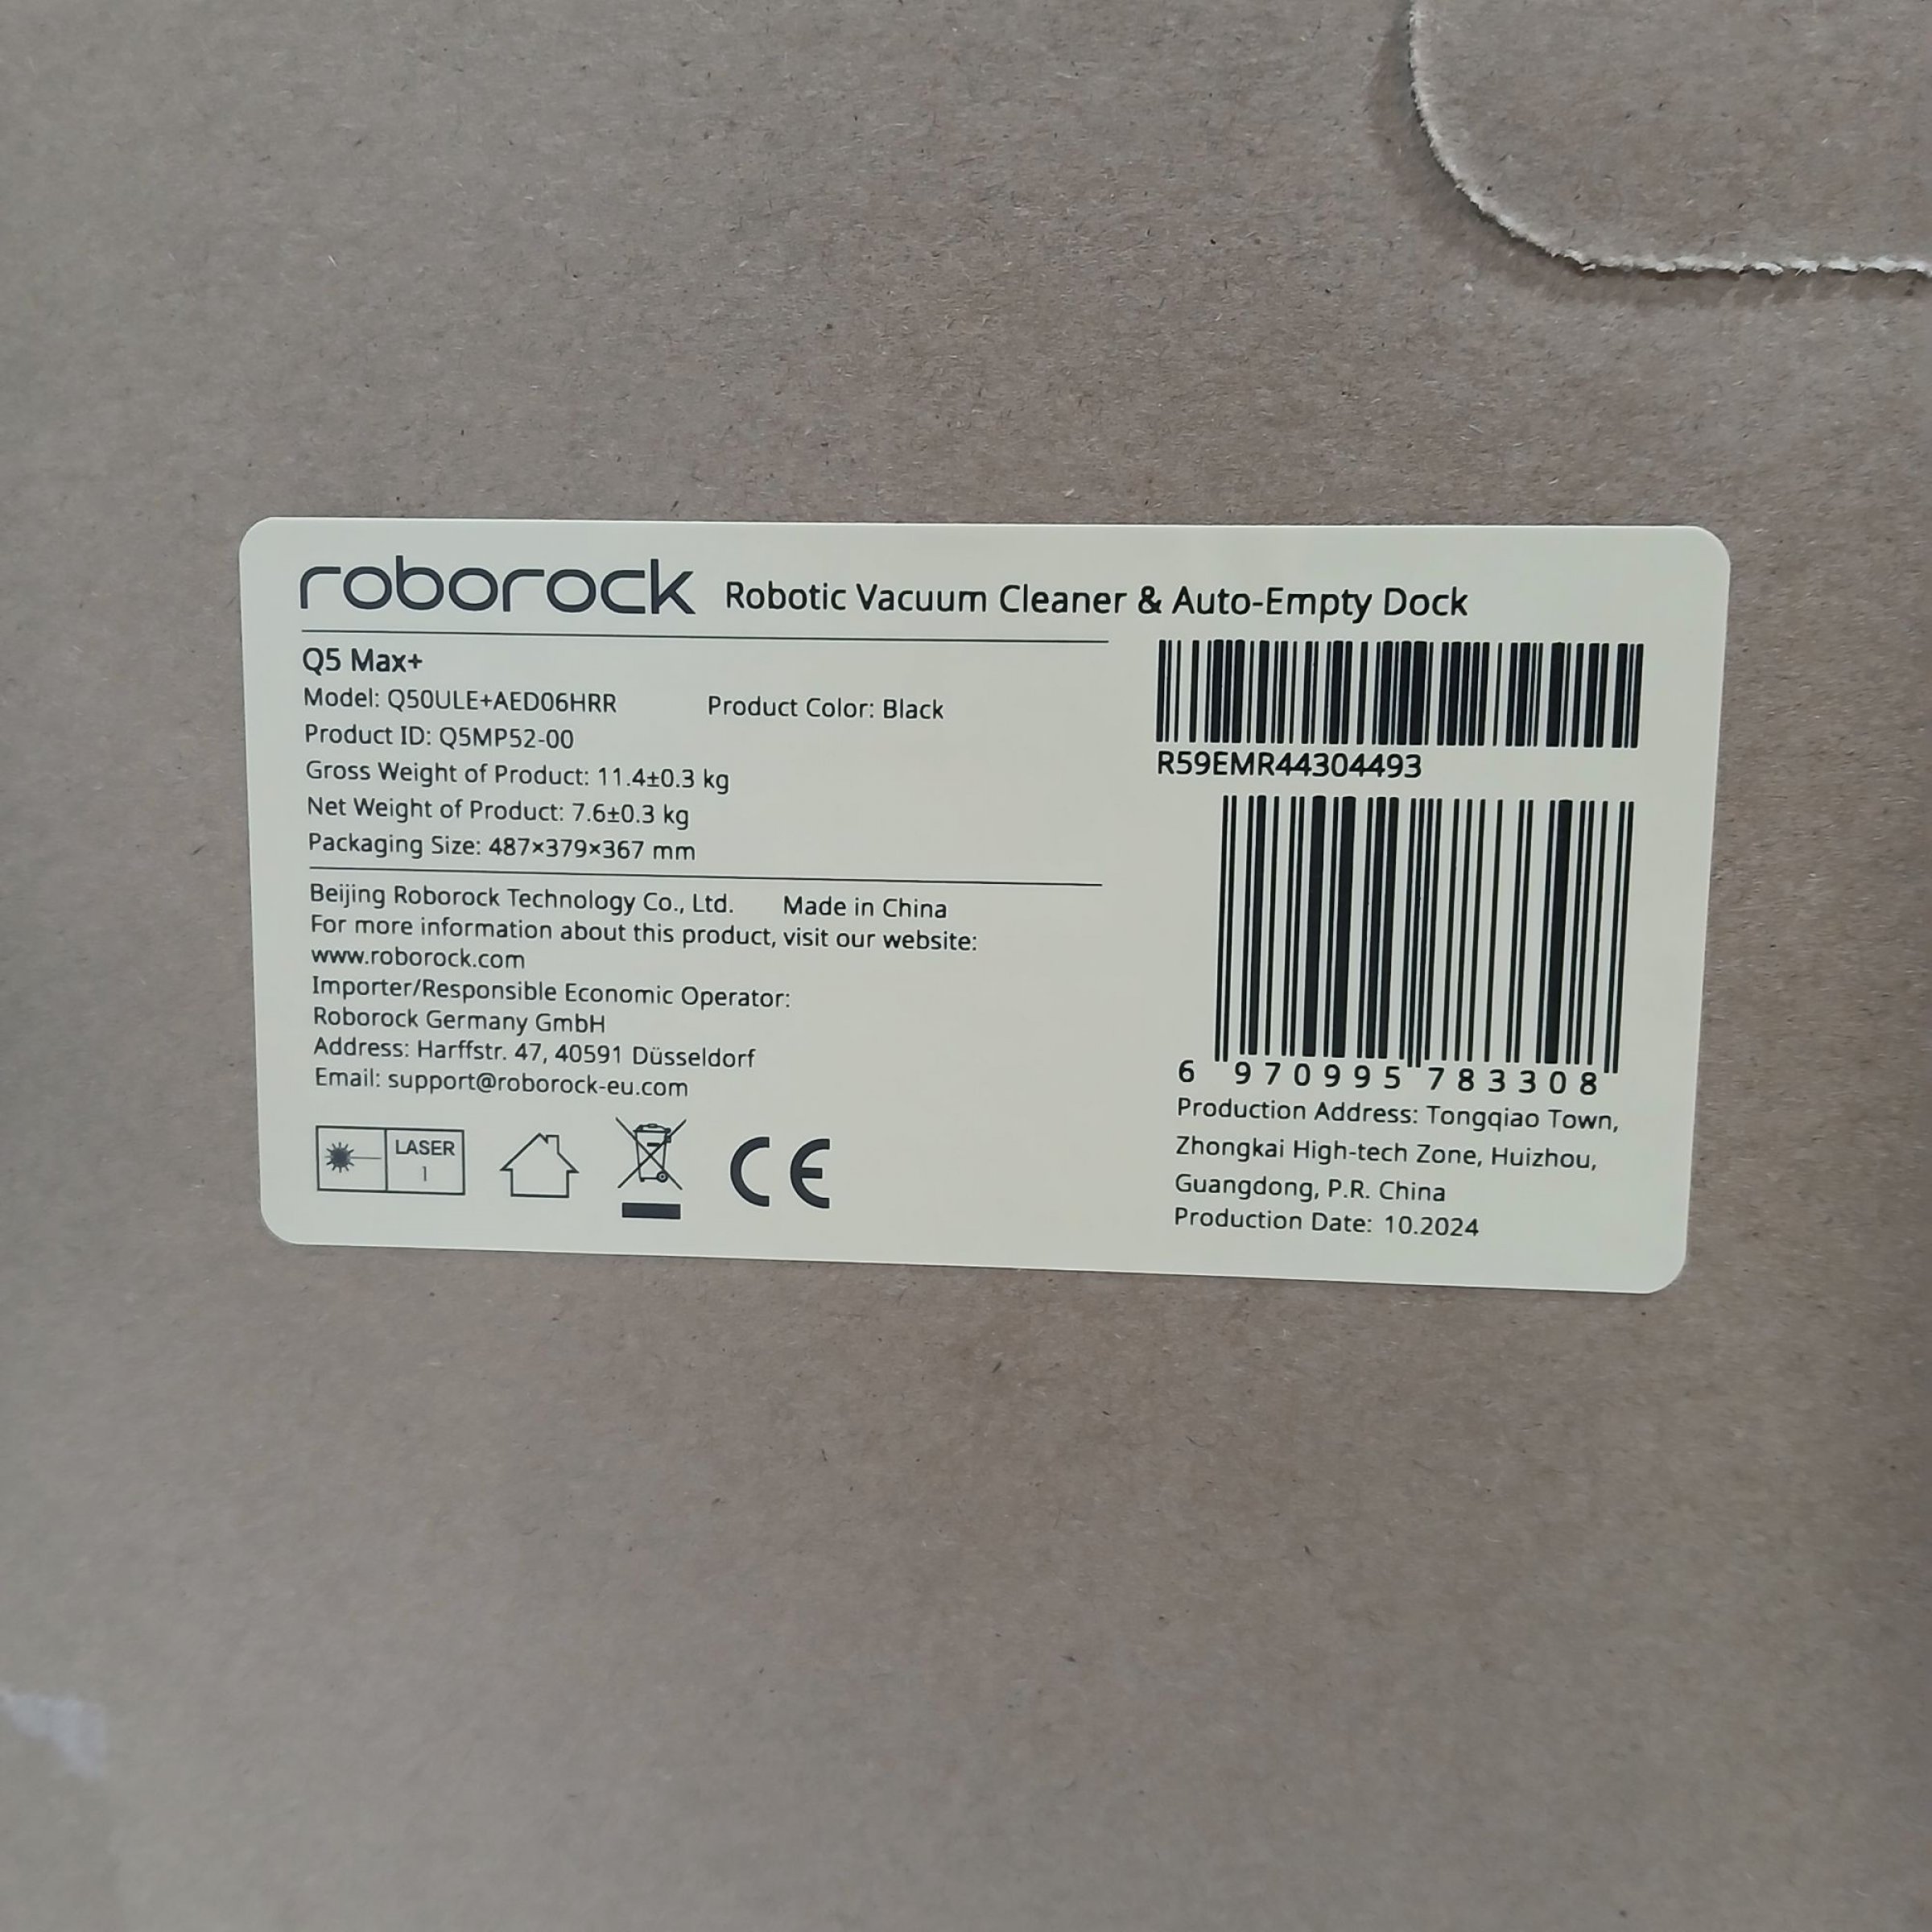 roborock Robotic Vacuum Cleaner & Auto-Empty Dock
Q5 Max+
Model: Q50ULE+AED06HRR Product Color: Black
Product ID: Q5MP52-00
Gross Weight of Product: 11.4±0.3 kg
Net Weight of Product: 7.6±0.3 kg
Packaging Size: 487×379×367 mm
Beijing Roborock Technology Co., Ltd. Made in China
For more information about this product, visit our website:
www.roborock.com
Importer/Responsible Economic Operator:
Roborock Germany GmbH
Address: Harffstr. 47, 40591 Düsseldorf
Email: support@roborock-eu.com
LASER
1
CE
R59EMR44304493
6 970995 783308
Production Address: Tongqiao Town,
Zhongkai High-tech Zone, Huizhou,
Guangdong, P.R. China
Production Date: 10.2024